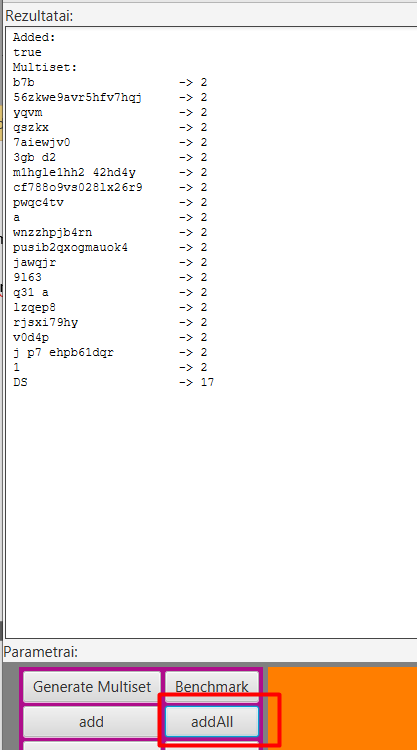 Rezultatai:
Added:
true
Multiset:
b7b -> 2
56zkwe9avr5hfv7hqj -> 2
yqvm -> 2
qszkx -> 2
7aiewjv0 -> 2
3gb d2 -> 2
m1hgle1hh2 42hd4y -> 2
cf788o9vs028lx26r9 -> 2
pwqc4tv -> 2
a -> 2
wnzzhpjb4rn -> 2
pusib2qxogmauok4 -> 2
jawqjr -> 2
9l63 -> 2
q31 a -> 2
lzqep8 -> 2
rjsxi79hy -> 2
v0d4p -> 2
j p7 ehpb61dqr -> 2
1 -> 2
DS -> 17
Parametrai:
Generate Multiset Benchmark
add addAll